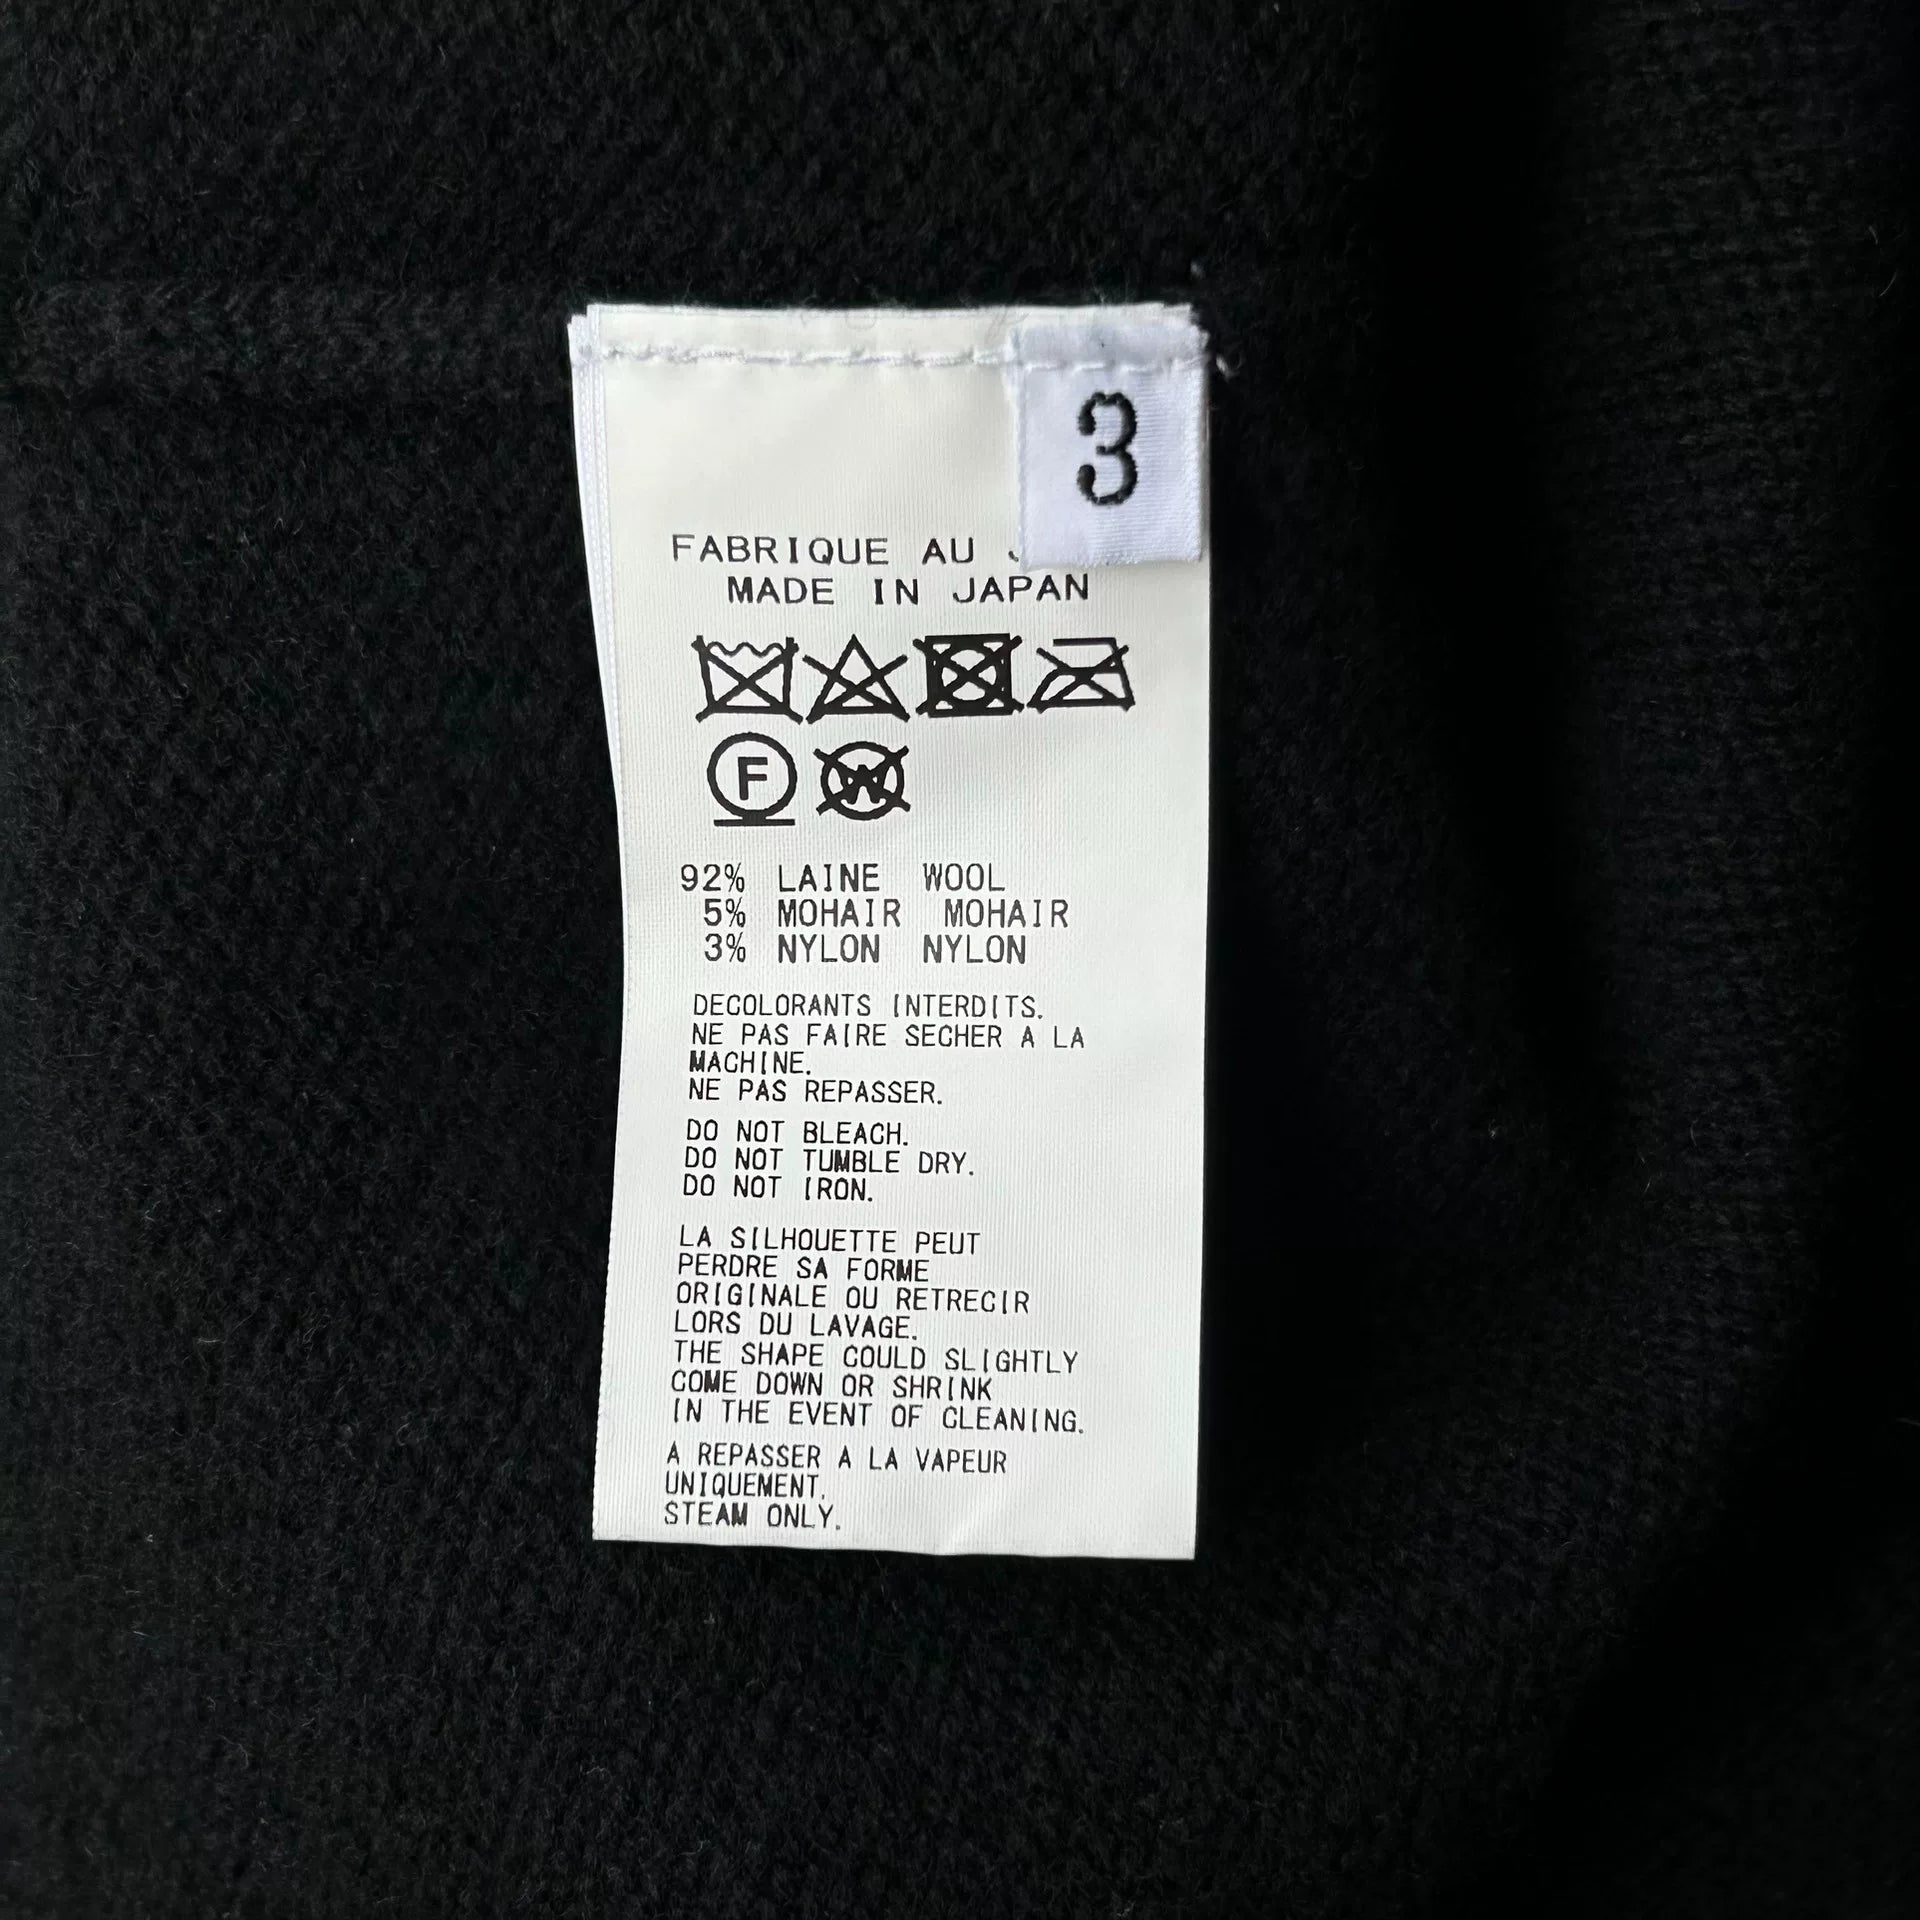 3
FABRIQUE AU
MADE IN JAPAN
F
W
92% LAINE WOOL
5% MOHAIR MOHAIR
3% NYLON NYLON
DECOLORANTS INTERDITS.
NE PAS FAIRE SECHER A LA
MACHINE.
NE PAS REPASSER.
DO NOT BLEACH.
DO NOT TUMBLE DRY.
DO NOT IRON.
LA SILHOUETTE PEUT
PERDRE SA FORME
ORIGINALE OU RETRECIR
LORS DU LAVAGE.
THE SHAPE COULD SLIGHTLY
COME DOWN OR SHRINK
IN THE EVENT OF CLEANING.
A REPASSER A LA VAPEUR
UNIQUEMENT.
STEAM ONLY.